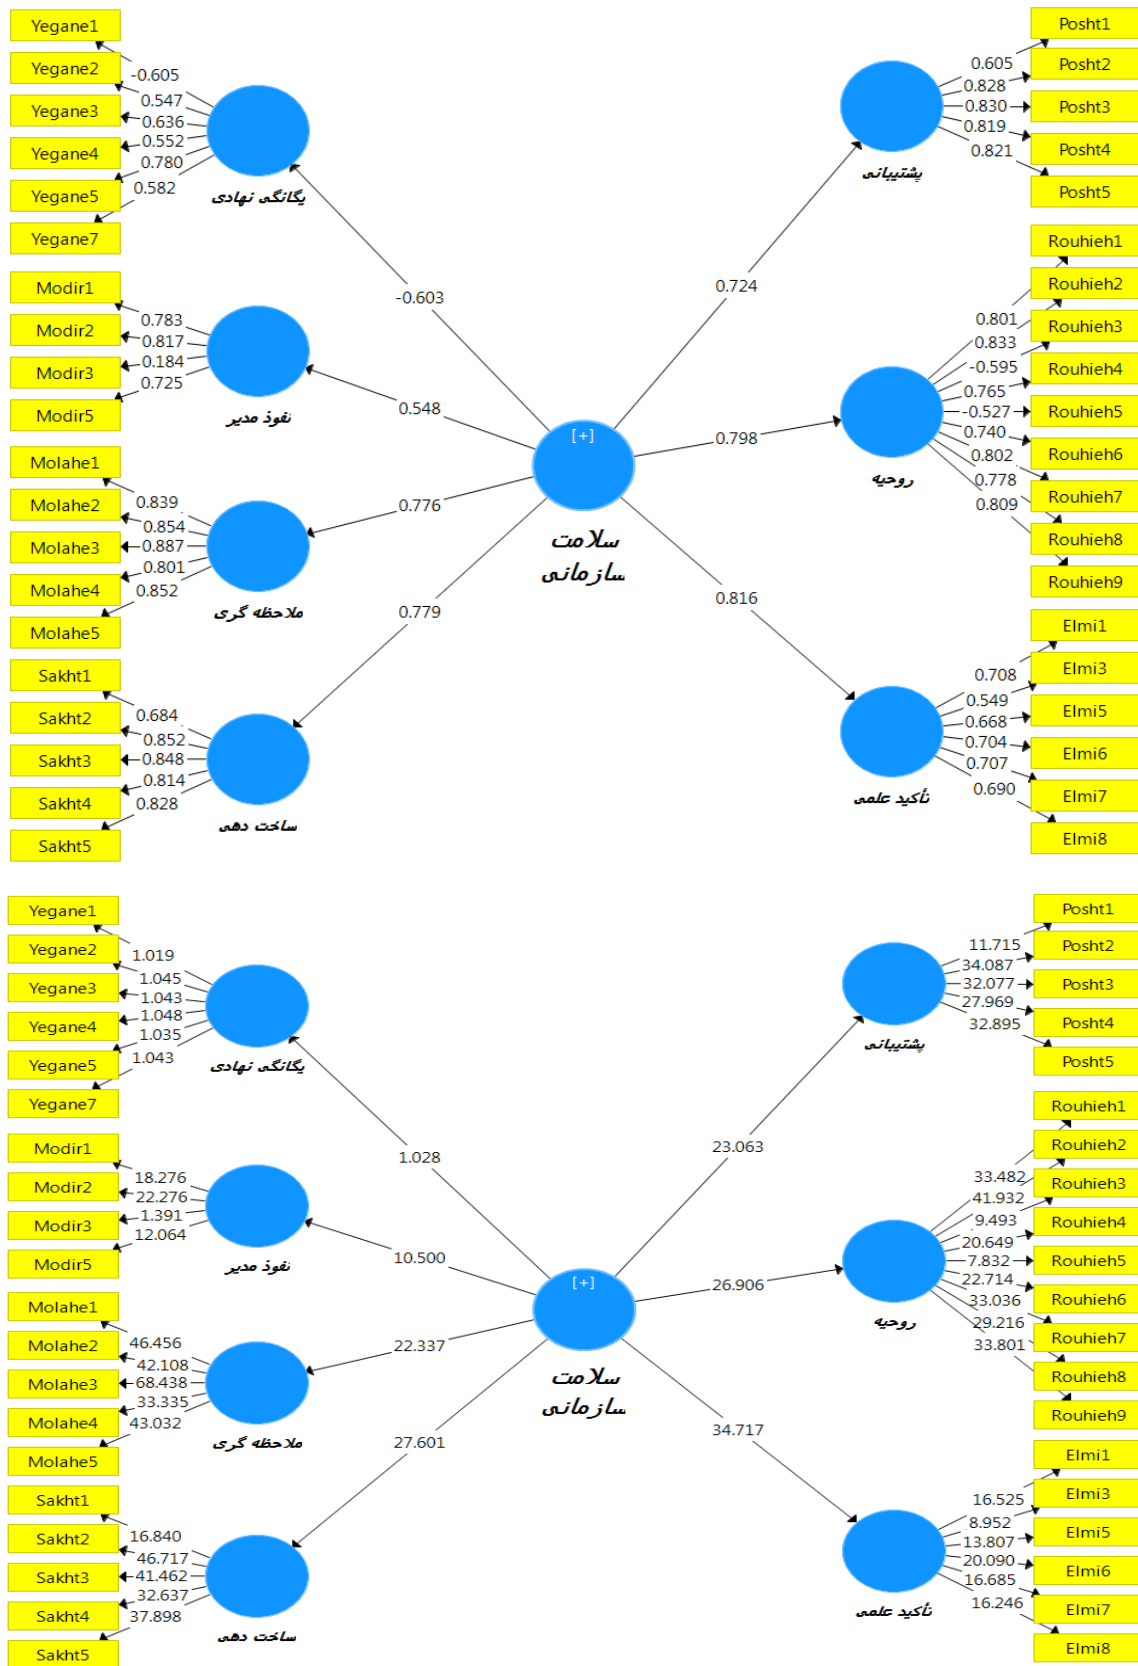 Yegane1
Yegane2
Yegane3
Yegane4
Yegane5
Yegane7
-0.605
0.547
0.636
0.552
0.780
0.582
یگانگی نهادی
Modir1
Modir2
Modir3
Modir5
0.783
0.817
0.184
0.725
نفوذ مدیر
Molahe1
Molahe2
Molahe3
Molahe4
Molahe5
0.839
0.854
0.887
0.801
0.852
ملاحظه گری
Sakht1
Sakht2
Sakht3
Sakht4
Sakht5
0.684
0.852
0.848
0.814
0.828
ساخت دهی
-0.603
0.548
0.776
0.779
[+]
سلامت
سازمانی
0.724
0.798
0.816
Posht1
Posht2
Posht3
Posht4
Posht5
0.605
0.828
0.830
0.819
0.821
پشتیبانی
Rouhieh1
Rouhieh2
Rouhieh3
Rouhieh4
Rouhieh5
Rouhieh6
Rouhieh7
Rouhieh8
Rouhieh9
0.801
0.833
-0.595
0.765
-0.527
0.740
0.802
0.778
0.809
روحیه
Elmi1
Elmi3
Elmi5
Elmi6
Elmi7
Elmi8
0.708
0.549
0.668
0.704
0.707
0.690
تأکید علمی
Yegane1
Yegane2
Yegane3
Yegane4
Yegane5
Yegane7
1.019
1.045
1.043
1.048
1.035
1.043
یگانگی نهادی
Modir1
Modir2
Modir3
Modir5
18.276
22.276
1.391
12.064
نفوذ مدیر
Molahe1
Molahe2
Molahe3
Molahe4
Molahe5
46.456
42.108
68.438
33.335
43.032
ملاحظه گری
Sakht1
Sakht2
Sakht3
Sakht4
Sakht5
16.840
46.717
41.462
32.637
37.898
ساخت دهی
1.028
10.500
22.337
27.601
[+]
سلامت
سازمانی
23.063
26.906
34.717
Posht1
Posht2
Posht3
Posht4
Posht5
11.715
34.087
32.077
27.969
32.895
پشتیبانی
Rouhieh1
Rouhieh2
Rouhieh3
Rouhieh4
Rouhieh5
Rouhieh6
Rouhieh7
Rouhieh8
Rouhieh9
33.482
41.932
9.493
20.649
7.832
22.714
33.036
29.216
33.801
روحیه
Elmi1
Elmi3
Elmi5
Elmi6
Elmi7
Elmi8
16.525
8.952
13.807
20.090
16.685
16.246
تأکید علمی